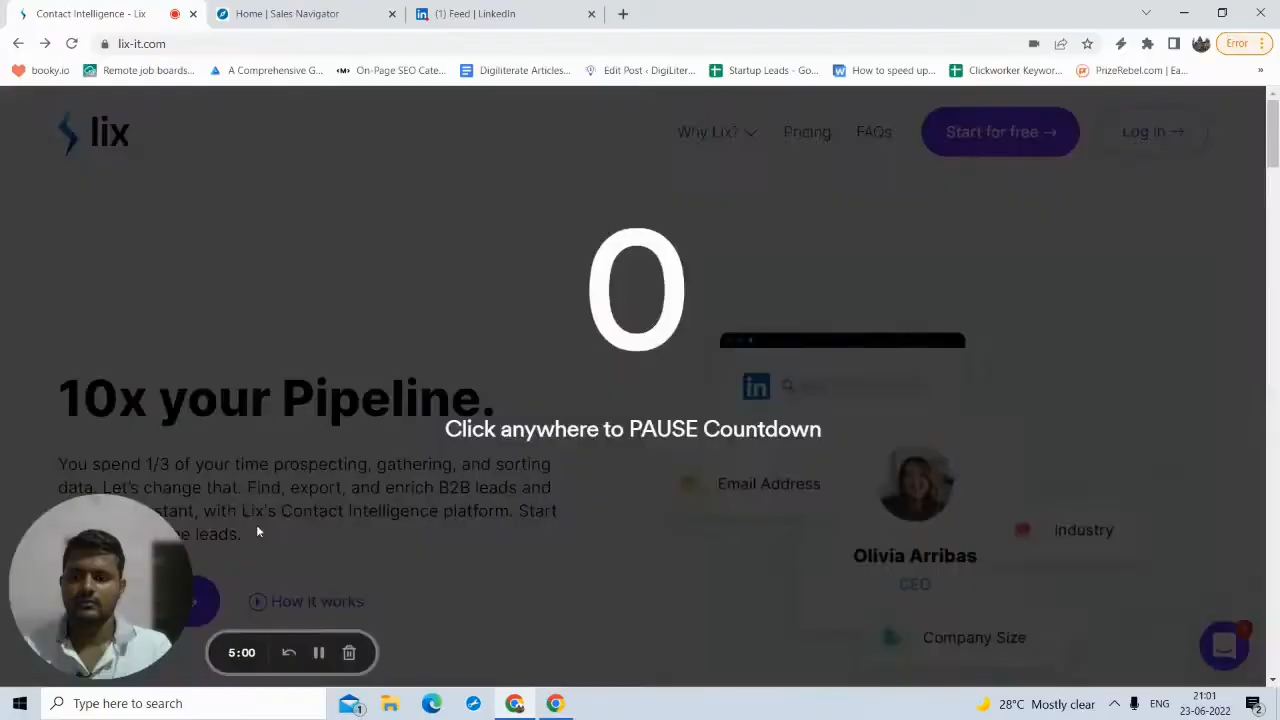 Contact Intelligence - Lix
Home | Sales Navigator
(1) Feed | LinkedIn
lix-it.com
Error
booky.io
Remote job boards...
A Comprehensive G...
On-Page SEO Cate...
Digiliterate Articles...
Edit Post - DigiLiter...
Startup Leads - Go...
How to speed up...
Clickworker Keywor...
PrizeRebel.com | Ea...
»
lix
Why Lix?
Pricing
FAQs
Start for free →
Log in →
0
Click anywhere to PAUSE Countdown
10x your Pipeline.
You spend 1/3 of your time prospecting, gathering, and sorting
data. Let's change that. Find, export, and enrich B2B leads and
stant, with Lix's Contact Intelligence platform. Start
e leads.
How it works
in
Email Address
Industry
Olivia Arribas
CEO
Company Size
5:00
Type here to search
1
28°C Mostly clear
ENG
21:01
23-06-2022
2